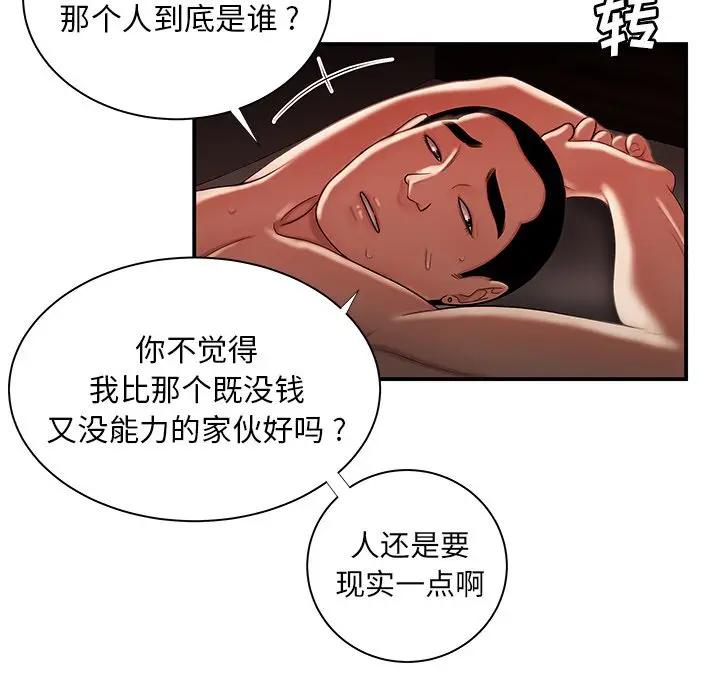 那个人到底是谁?
转
你不觉得
我比那个既没钱
又没能力的家伙好吗?
人还是要
现实一点啊